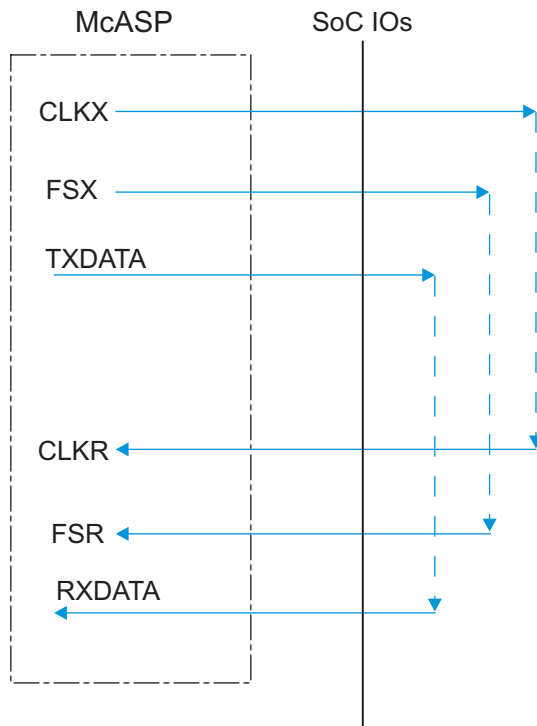 McASP
SoC IOs
CLKX
FSX
TXDATA
CLKR
FSR
RXDATA